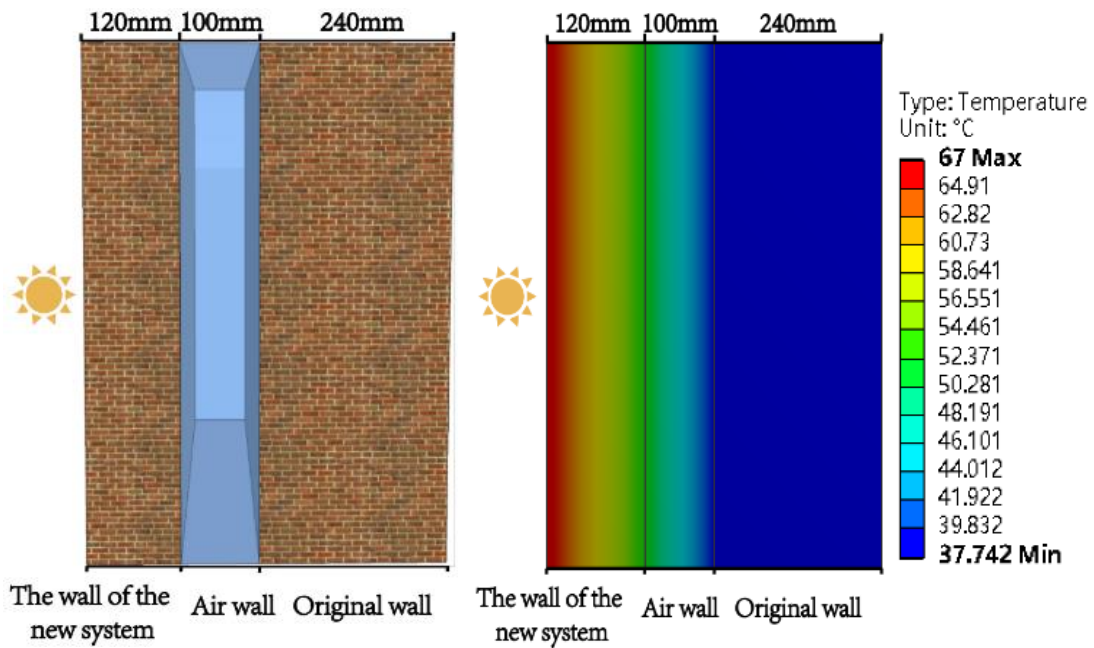 120mm 100mm 240mm
The wall of the
new system
Air wall
Original wall
120mm 100mm 240mm
The wall of the
new system
Air wall
Original wall
Type: Temperature
Unit: °C
67 Max
64.91
62.82
60.73
58.641
56.551
54.461
52.371
50.281
48.191
46.101
44.012
41.922
39.832
37.742 Min